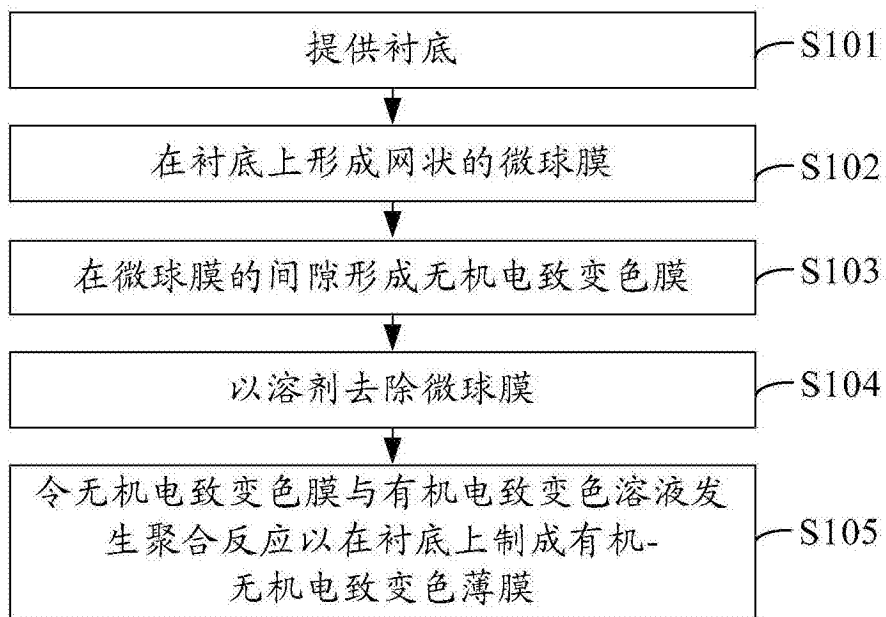 提供衬底
S101
在衬底上形成网状的微球膜
S102
在微球膜的间隙形成无机电致变色膜
S103
以溶剂去除微球膜
S104
令无机电致变色膜与有机电致变色溶液发
生聚合反应以在衬底上制成有机-
无机电致变色薄膜
S105